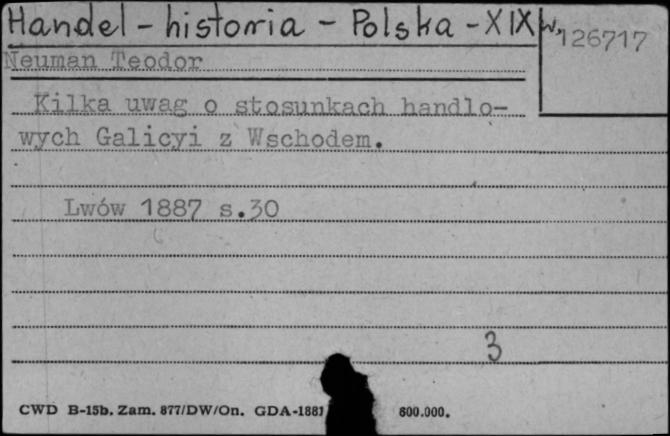 Handel - historia - Polska - XIX w.
126717
Neuman Teodor
Kilka uwag o stosunkach handlo-
wych Galicyi z Wschodem.
Lwów 1887 s.30
3
CWD B-15b. Zam. 877/DW/On. GDA-1881 600.000.